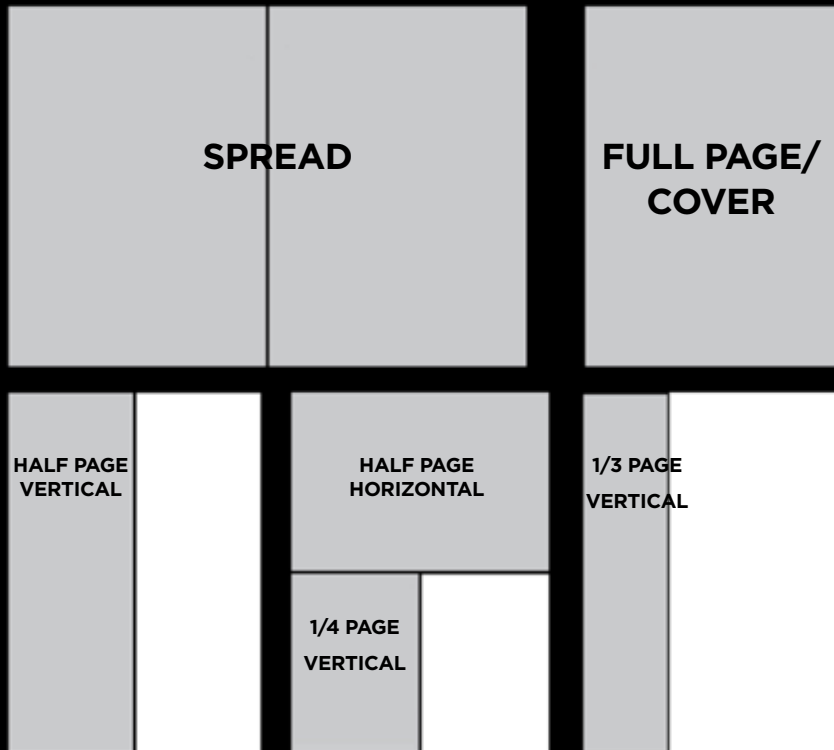 SPREAD
FULL PAGE/
COVER
HALF PAGE
VERTICAL
HALF PAGE
HORIZONTAL
1/4 PAGE
VERTICAL
1/3 PAGE
VERTICAL